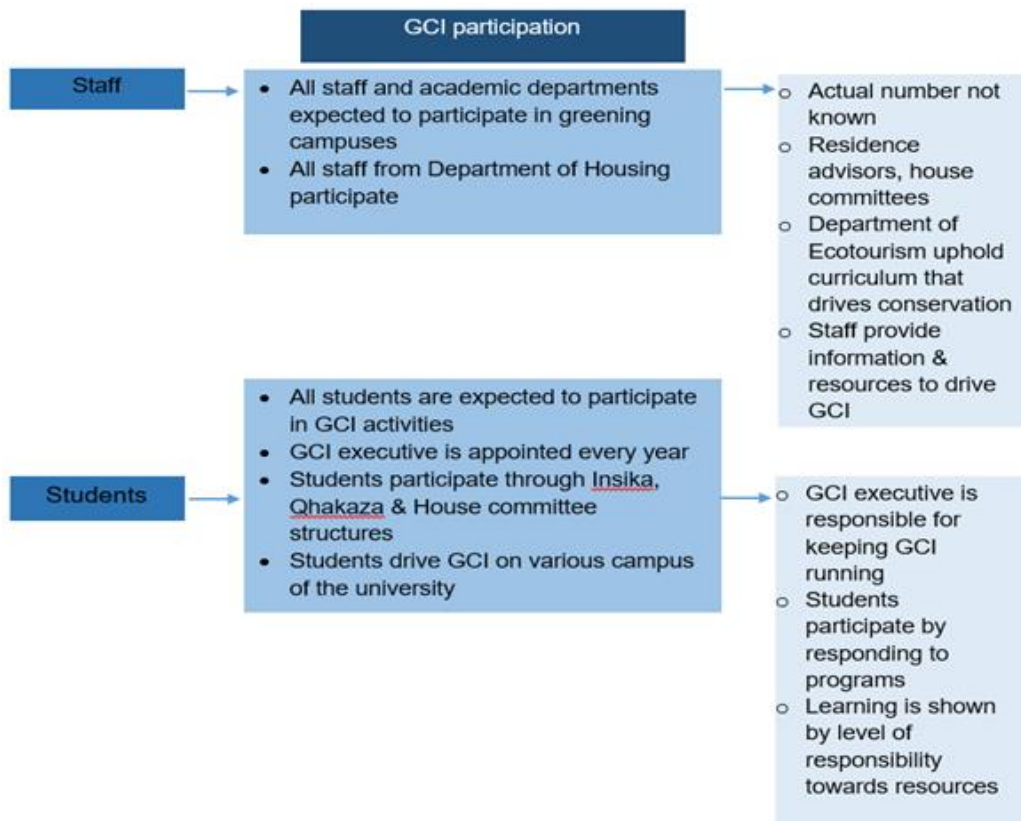 GCI participation
Staff
• All staff and academic departments
expected to participate in greening
campuses
• All staff from Department of Housing
participate
o Actual number not
known
o Residence
advisors, house
committees
o Department of
Ecotourism uphold
curriculum that
drives conservation
o Staff provide
information &
resources to drive
GCI
Students
• All students are expected to participate
in GCI activities
• GCI executive is appointed every year
• Students participate through Insika,
Qhakaza & House committee
structures
• Students drive GCI on various campus
of the university
o GCI executive is
responsible for
keeping GCI
running
o Students
participate by
responding to
programs
o Learning is shown
by level of
responsibility
towards resources